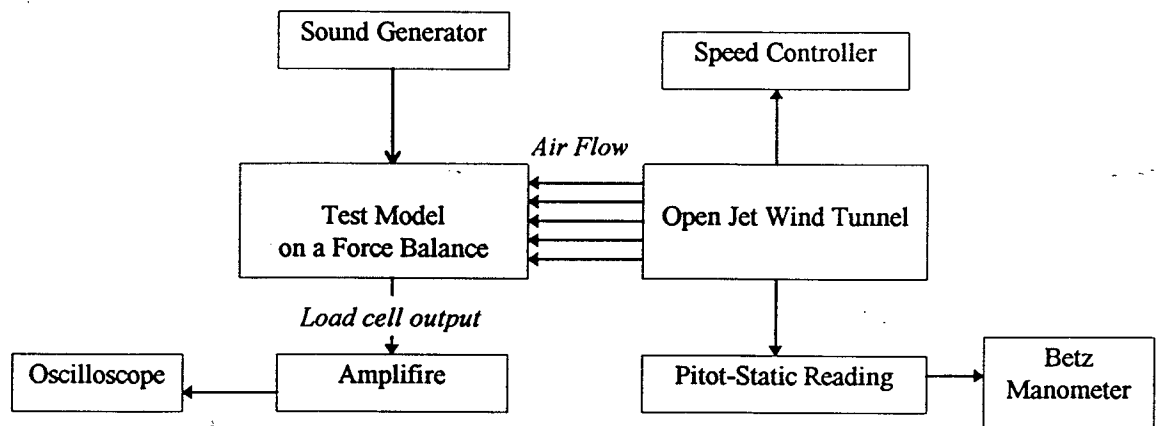 Sound Generator
Speed Controller
Air Flow
Test Model
on a Force Balance
Open Jet Wind Tunnel
Load cell output
Oscilloscope
Amplifire
Pitot-Static Reading
Betz
Manometer